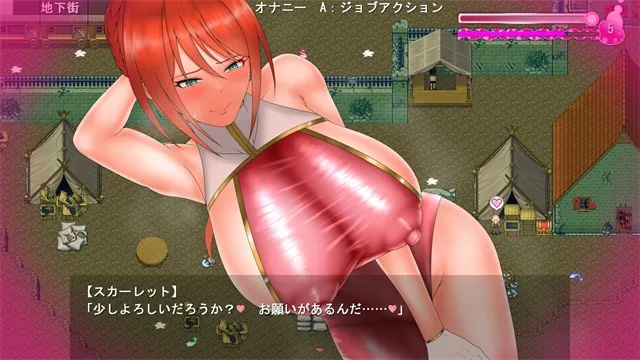 地下街
オナニー　A：ジョブアクション
5
【スカーレット】
「少しよろしいだろうか？♥　お願いがあるんだ……♥」